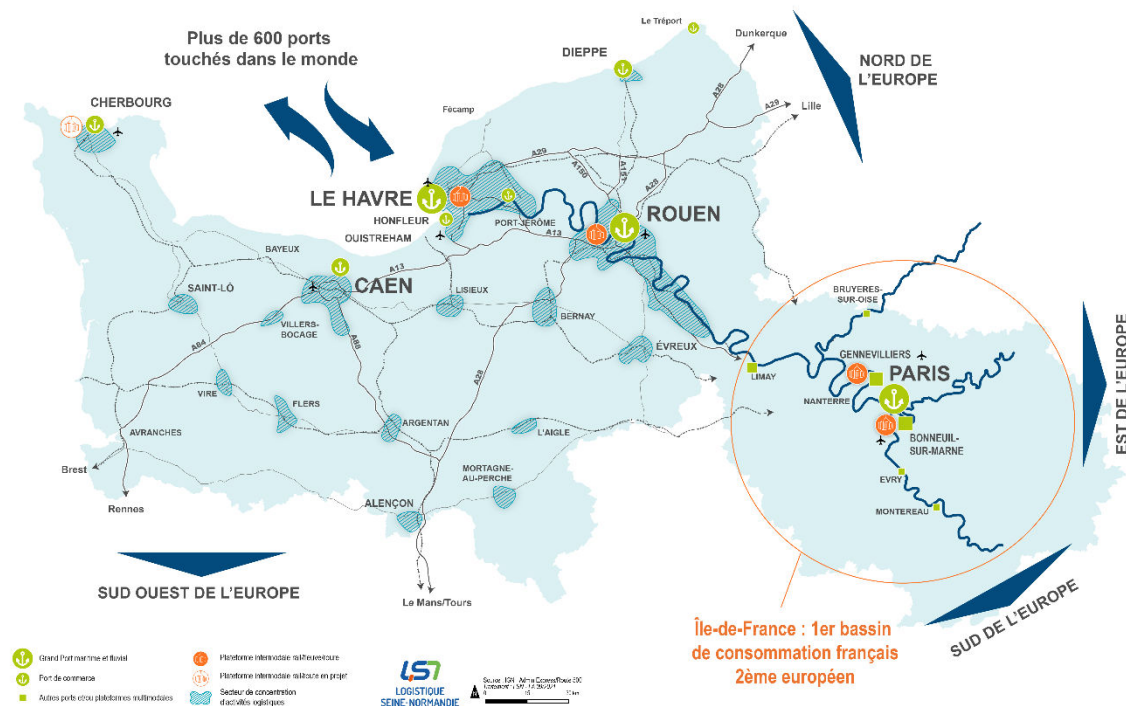 Plus de 600 ports
touchés dans le monde
Le Tréport
Dunkerque
DIEPPE
NORD DE
L'EUROPE
A28
A29
Lille
CHERBOURG
Fécamp
A29
A150
A151
A28
LE HAVRE
HONFLEUR
PORT-JÉRÔME
ROUEN
OUISTREHAM
A13
BAYEUX
A13
CAEN
SAINT-LÔ
LISIEUX
BERNAY
VILLERS-
BOCAGE
A84
A88
A28
ÉVREUX
BRUYERES-
SUR-OISE
GENNEVILLIERS
PARIS
LIMAY
NANTERRE
EST DE L'EUROPE
VIRE
FLERS
ARGENTAN
L'AIGLE
BONNEUIL-
SUR-MARNE
AVRANCHES
Brest
MORTAGNE-
AU-PERCHE
EVRY
Rennes
ALENÇON
MONTEREAU
SUD OUEST DE L'EUROPE
Le Mans/Tours
SUD DE L'EUROPE
Île-de-France : 1er bassin
de consommation français
2ème européen
Grand Port maritime et fluvial
Port de commerce
Autres ports et/ou plateformes multimodales
Plateforme intermodale rail/fleuve/route
Plateforme intermodale rail/route en projet
Secteur de concentration
d'activités logistiques
LSN
LOGISTIQUE
SEINE-NORMANDIE